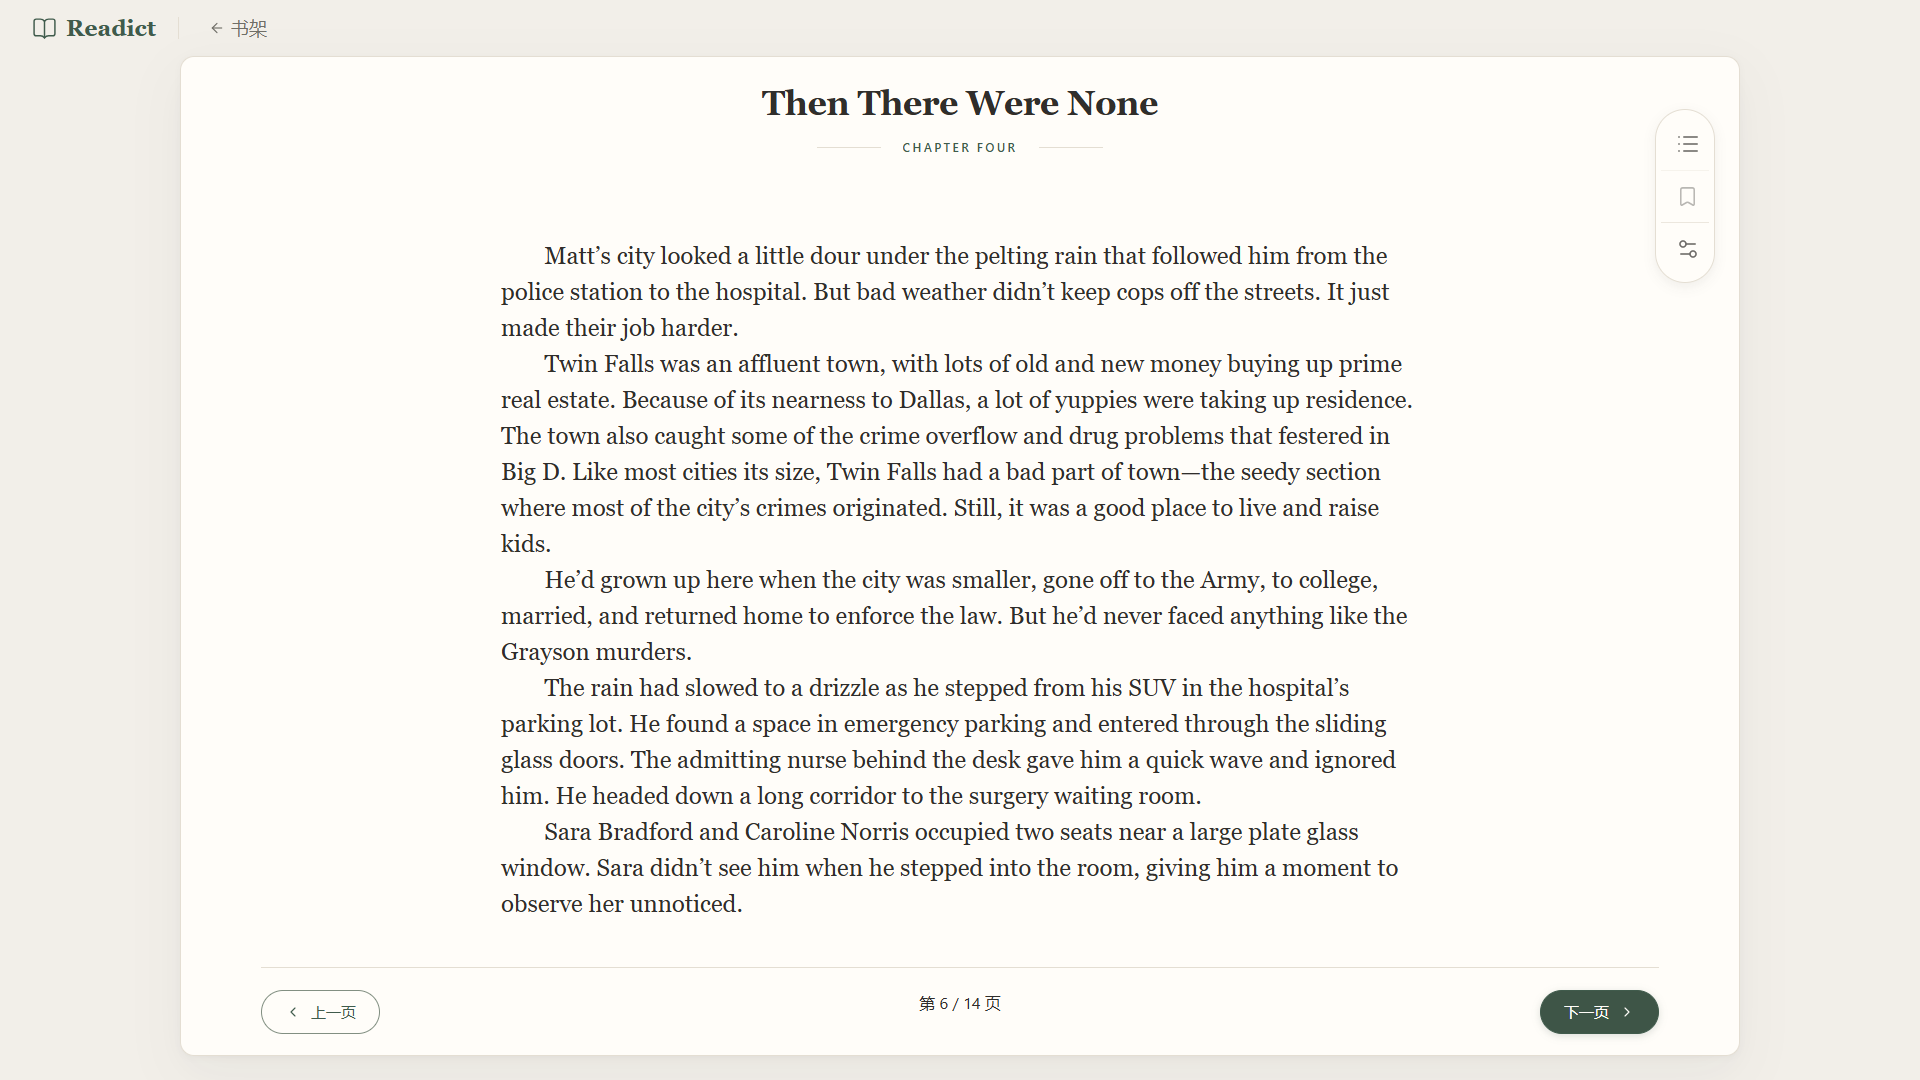 Readict
书架
Then There Were None
CHAPTER FOUR
Matt’s city looked a little dour under the pelting rain that followed him from the
police station to the hospital. But bad weather didn’t keep cops off the streets. It just
made their job harder.
Twin Falls was an affluent town, with lots of old and new money buying up prime
real estate. Because of its nearness to Dallas, a lot of yuppies were taking up residence.
The town also caught some of the crime overflow and drug problems that festered in
Big D. Like most cities its size, Twin Falls had a bad part of town—the seedy section
where most of the city’s crimes originated. Still, it was a good place to live and raise
kids.
He’d grown up here when the city was smaller, gone off to the Army, to college,
married, and returned home to enforce the law. But he’d never faced anything like the
Grayson murders.
The rain had slowed to a drizzle as he stepped from his SUV in the hospital’s
parking lot. He found a space in emergency parking and entered through the sliding
glass doors. The admitting nurse behind the desk gave him a quick wave and ignored
him. He headed down a long corridor to the surgery waiting room.
Sara Bradford and Caroline Norris occupied two seats near a large plate glass
window. Sara didn’t see him when he stepped into the room, giving him a moment to
observe her unnoticed.
上一页
第 6 / 14 页
下一页